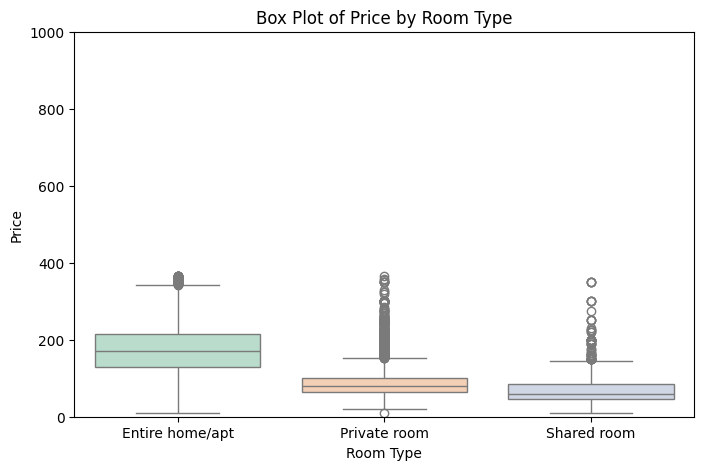 Box Plot of Price by Room Type
1000
800
600
400
200
0
Price
Entire home/apt
Private room
Shared room
Room Type